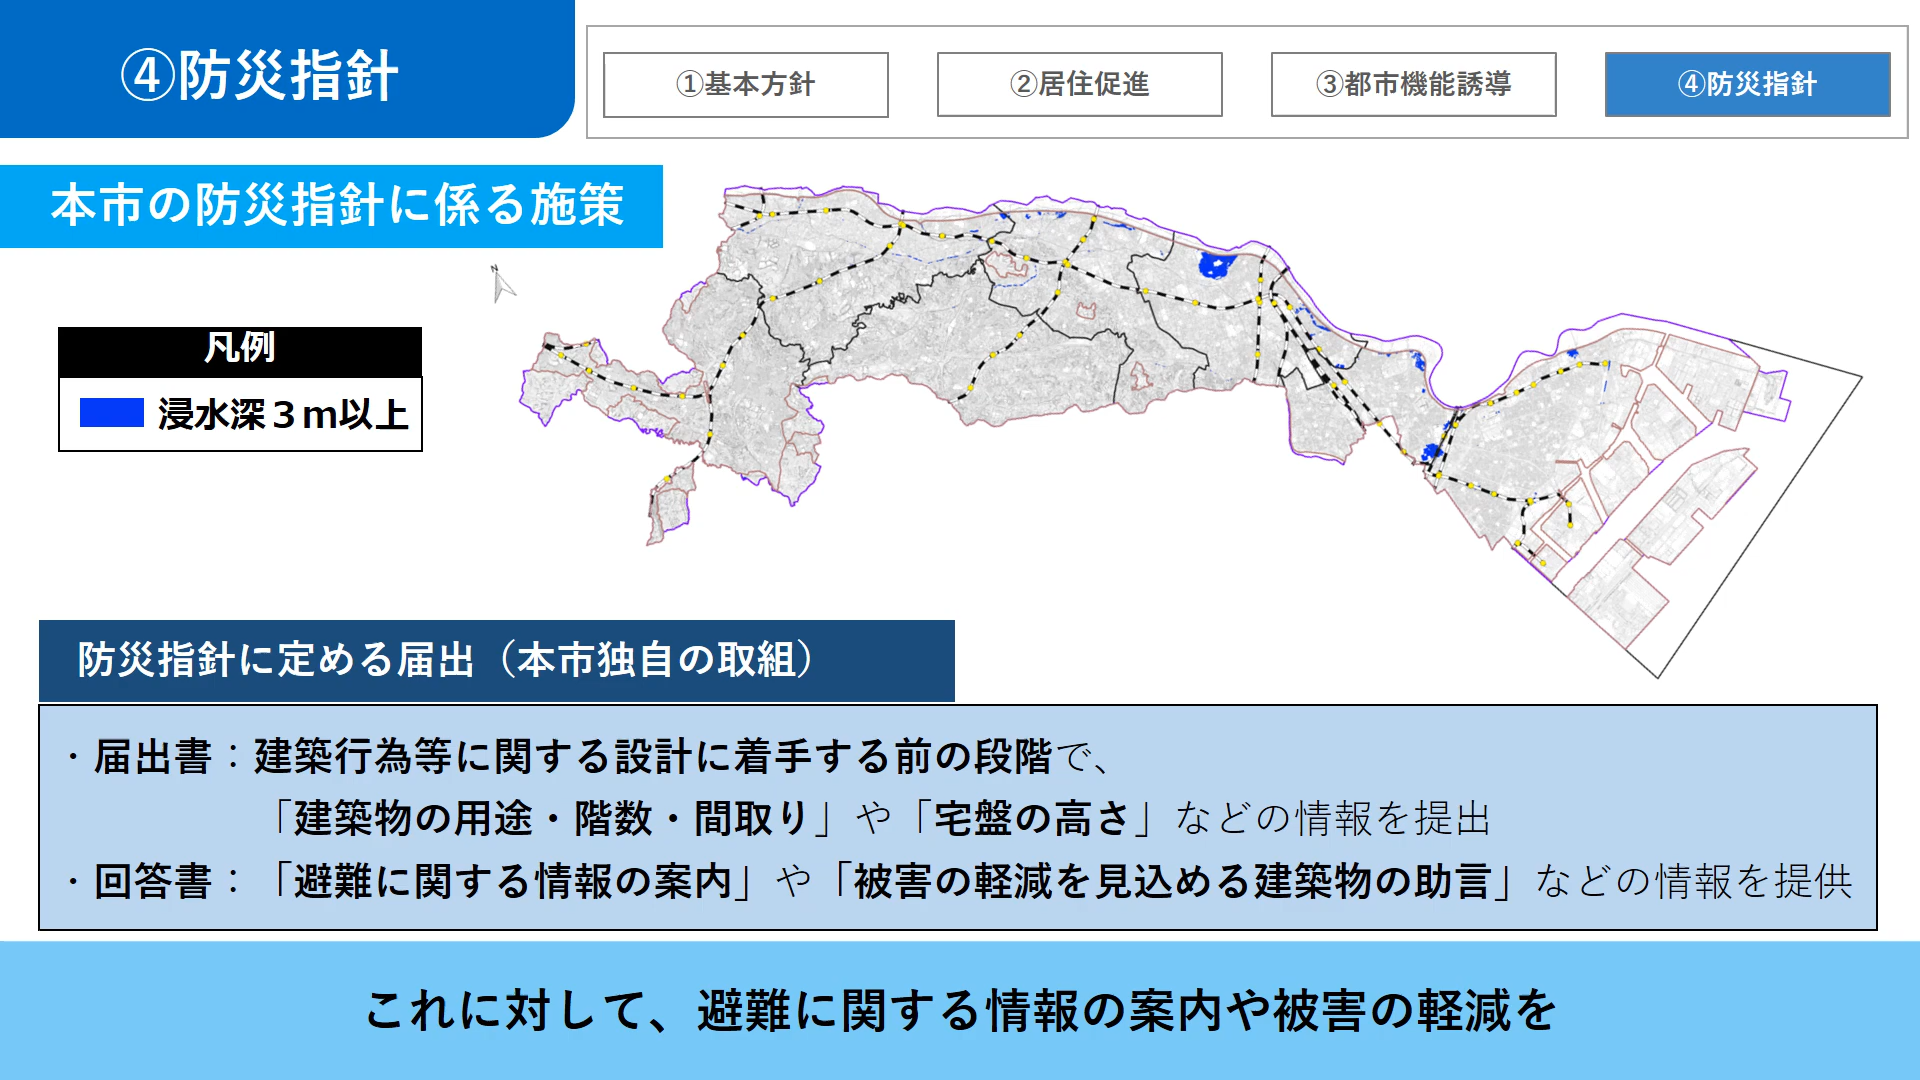 ④防災指針
①基本方針
②居住促進
③都市機能誘導
④防災指針
本市の防災指針に係る施策
N
凡例
浸水深３ｍ以上
防災指針に定める届出（本市独自の取組）
・届出書：建築行為等に関する設計に着手する前の段階で、
「建築物の用途・階数・間取り」や「宅盤の高さ」などの情報を提出
・回答書：「避難に関する情報の案内」や「被害の軽減を見込める建築物の助言」などの情報を提供
これに対して、避難に関する情報の案内や被害の軽減を